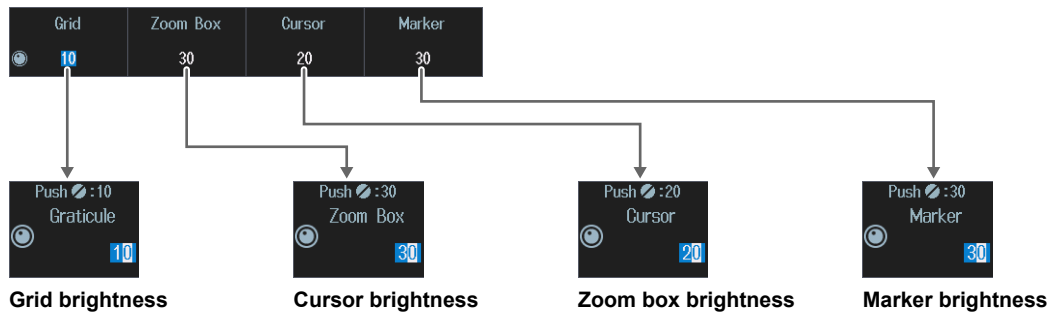 Grid Zoom Box Cursor Marker
10 30 20 30
Push :10 Push :30 Push :20 Push :30
Graticule Zoom Box Cursor Marker
10 30 20 30
Grid brightness Cursor brightness Zoom box brightness Marker brightness